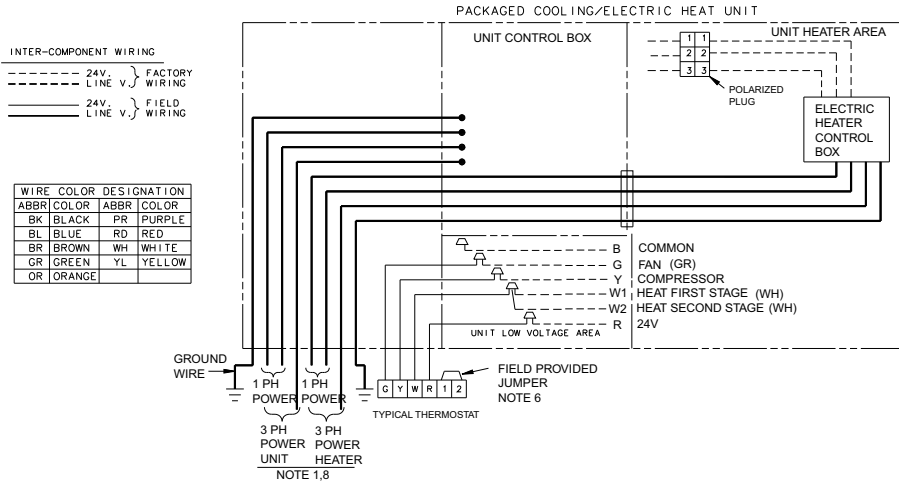 PACKAGED COOLING/ELECTRIC HEAT UNIT
INTER-COMPONENT WIRING
24V. } FACTORY
LINE V. } WIRING
24V. } FIELD
LINE V. } WIRING
UNIT CONTROL BOX
UNIT HEATER AREA
1 1
2 2
3 3
POLARIZED
PLUG
ELECTRIC
HEATER
CONTROL
BOX
WIRE COLOR DESIGNATION
ABBR COLOR ABBR COLOR
BK BLACK PR PURPLE
BL BLUE RD RED
BR BROWN WH WHITE
GR GREEN YL YELLOW
OR ORANGE
B COMMON
G FAN (GR)
Y COMPRESSOR
W1 HEAT FIRST STAGE (WH)
W2 HEAT SECOND STAGE (WH)
R 24V
UNIT LOW VOLTAGE AREA
GROUND
WIRE
1 PH
POWER
1 PH
POWER
3 PH
POWER
UNIT
3 PH
POWER
HEATER
NOTE 1,8
G Y W R 1 2
TYPICAL THERMOSTAT
FIELD PROVIDED
JUMPER
NOTE 6